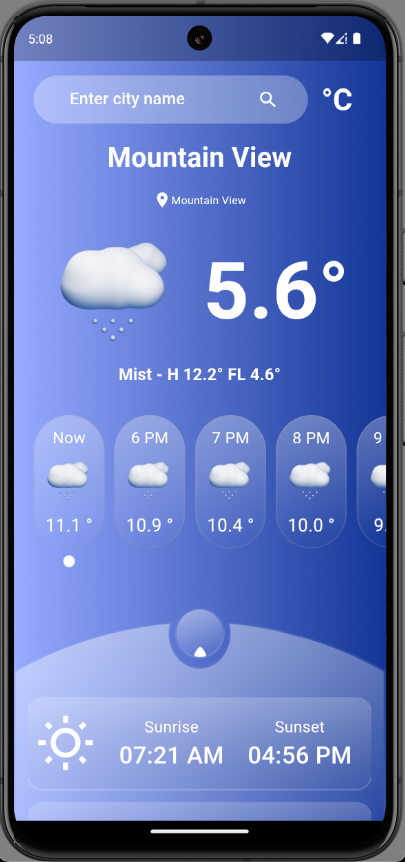 5:08
Enter city name
°C
Mountain View
Mountain View
5.6°
Mist - H 12.2° FL 4.6°
Now 6 PM 7 PM 8 PM 9
11.1 ° 10.9 ° 10.4 ° 10.0 ° 9.
Sunrise Sunset
07:21 AM 04:56 PM